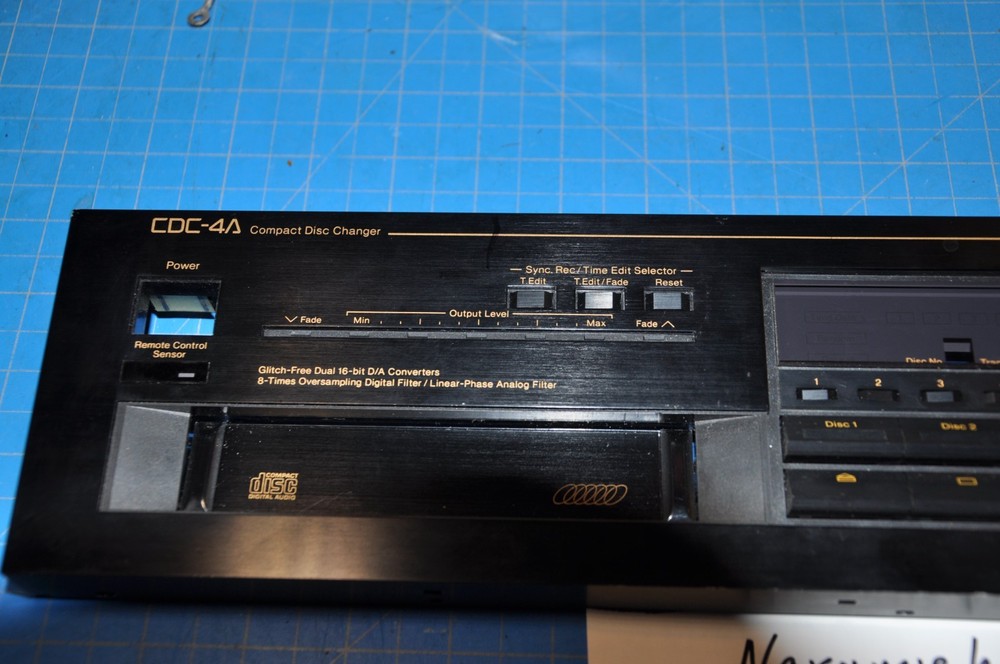 CDC-4A Compact Disc Changer
Power
Sync. Rec/Time Edit Selector
T.Edit T.Edit/Fade Reset
Output Level
Fade Min Max Fade
Remote Control
Sensor
Glitch-Free Dual 16-bit D/A Converters
8-Times Oversampling Digital Filter/Linear-Phase Analog Filter
Disc No.
1 2 3
Disc 1 Disc 2
COMPACT
disc
DIGITAL AUDIO